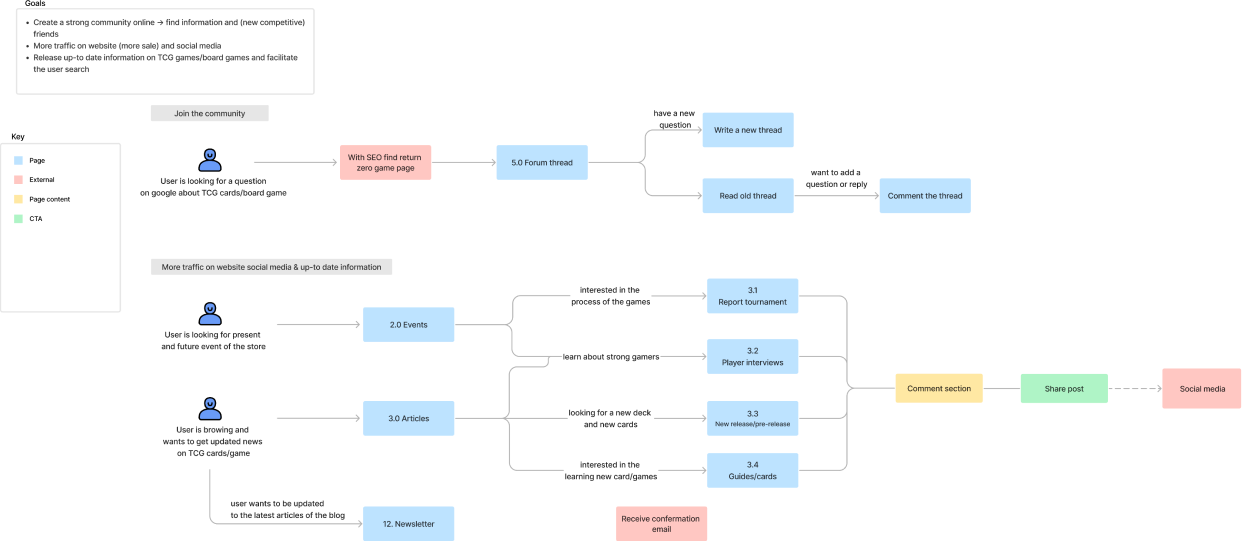 Goals
• Create a strong community online → find information and (new competitive)
friends
• More traffic on website (more sale) and social media
• Release up-to date information on TCG games/board games and facilitate
the user search
Join the community
Key
Page
External
Page content
CTA
User is looking for a question
on google about TCG cards/board game
With SEO find return
zero game page
5.0 Forum thread
have a new
question
Write a new thread
Read old thread
want to add a
question or reply
Comment the thread
More traffic on website social media & up-to date information
User is looking for present
and future event of the store
2.0 Events
interested in the
process of the games
3.1
Report tournament
learn about strong gamers
3.2
Player interviews
User is browing and
wants to get updated news
on TCG cards/game
3.0 Articles
looking for a new deck
and new cards
3.3
New release/pre-release
interested in the
learning new card/games
3.4
Guides/cards
Comment section
Share post
Social media
user wants to be updated
to the latest articles of the blog
12. Newsletter
Receive confermation
email